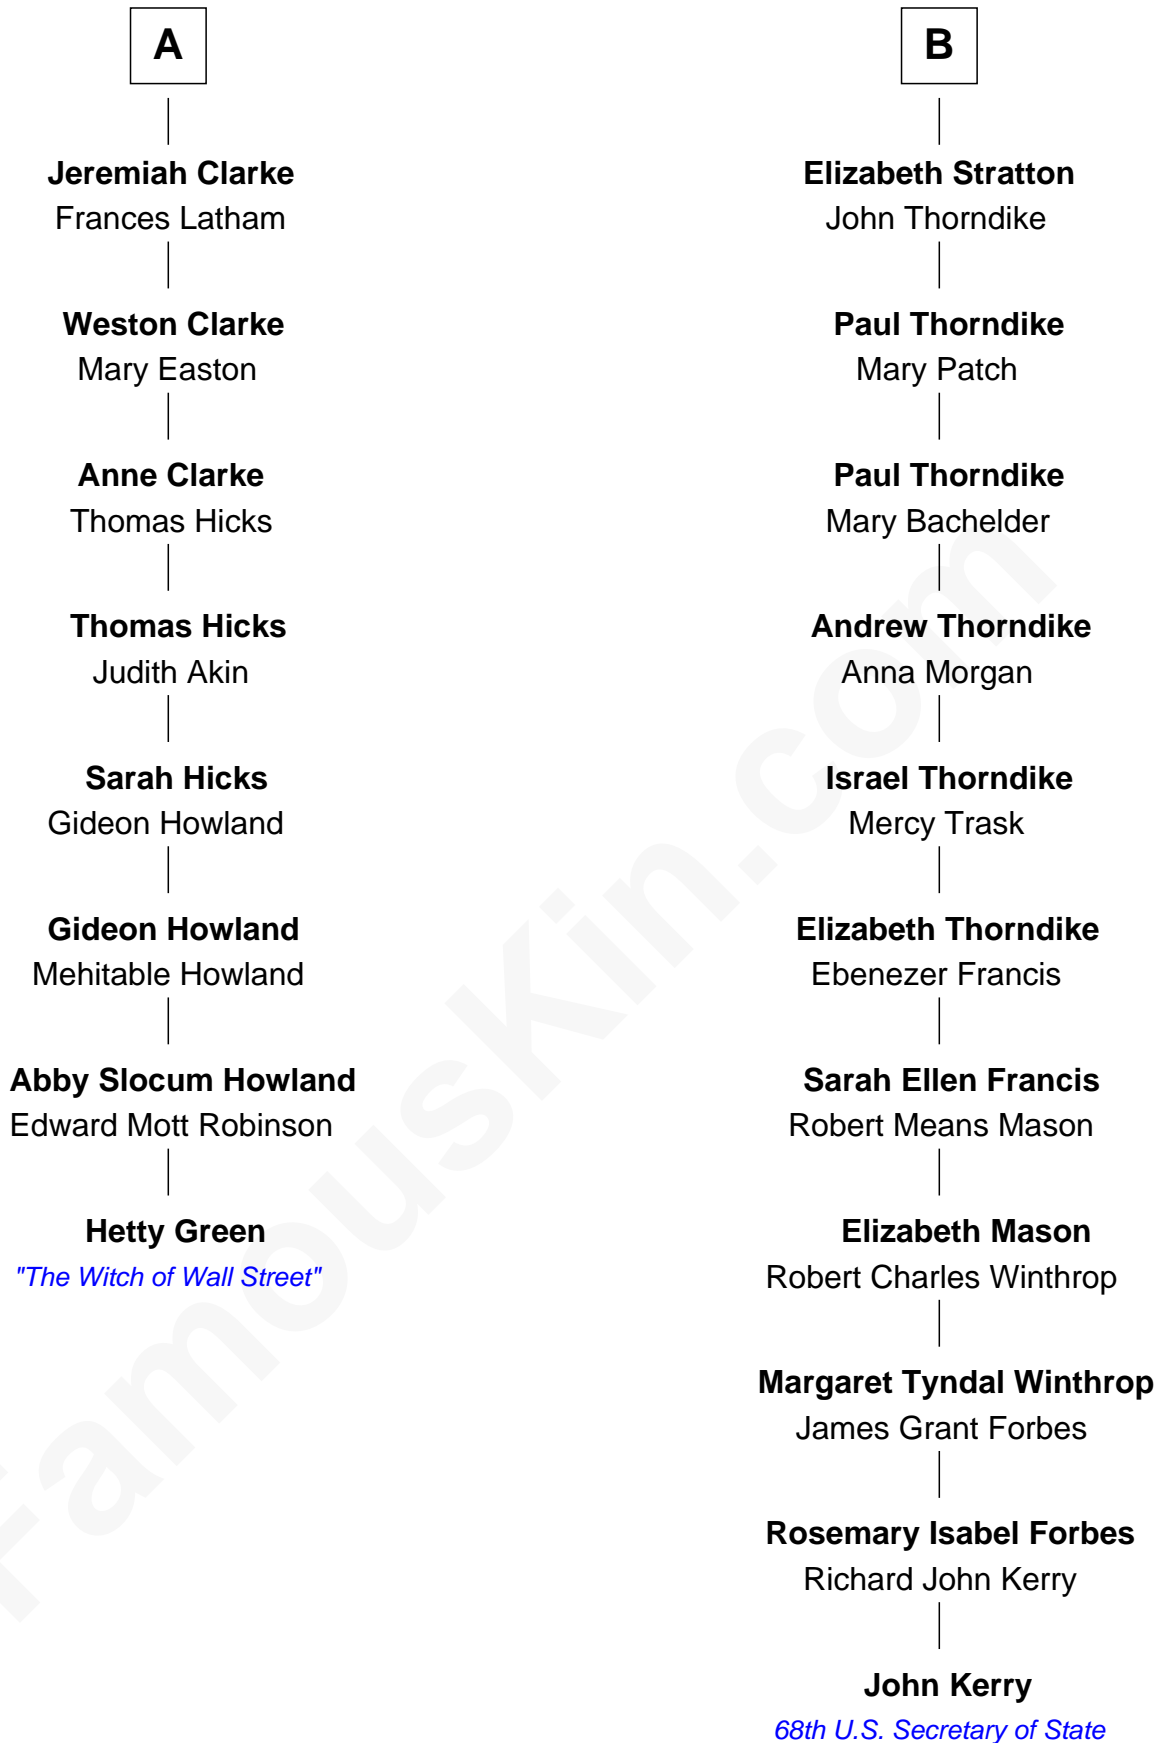 A
Jeremiah Clarke
Frances Latham
Weston Clarke
Mary Easton
Anne Clarke
Thomas Hicks
Thomas Hicks
Judith Akin
Sarah Hicks
Gideon Howland
Gideon Howland
Mehitable Howland
Abby Slocum Howland
Edward Mott Robinson
Hetty Green
"The Witch of Wall Street"
B
Elizabeth Stratton
John Thorndike
Paul Thorndike
Mary Patch
Paul Thorndike
Mary Bachelder
Andrew Thorndike
Anna Morgan
Israel Thorndike
Mercy Trask
Elizabeth Thorndike
Ebenezer Francis
Sarah Ellen Francis
Robert Means Mason
Elizabeth Mason
Robert Charles Winthrop
Margaret Tyndal Winthrop
James Grant Forbes
Rosemary Isabel Forbes
Richard John Kerry
John Kerry
68th U.S. Secretary of State
FamousKin.com